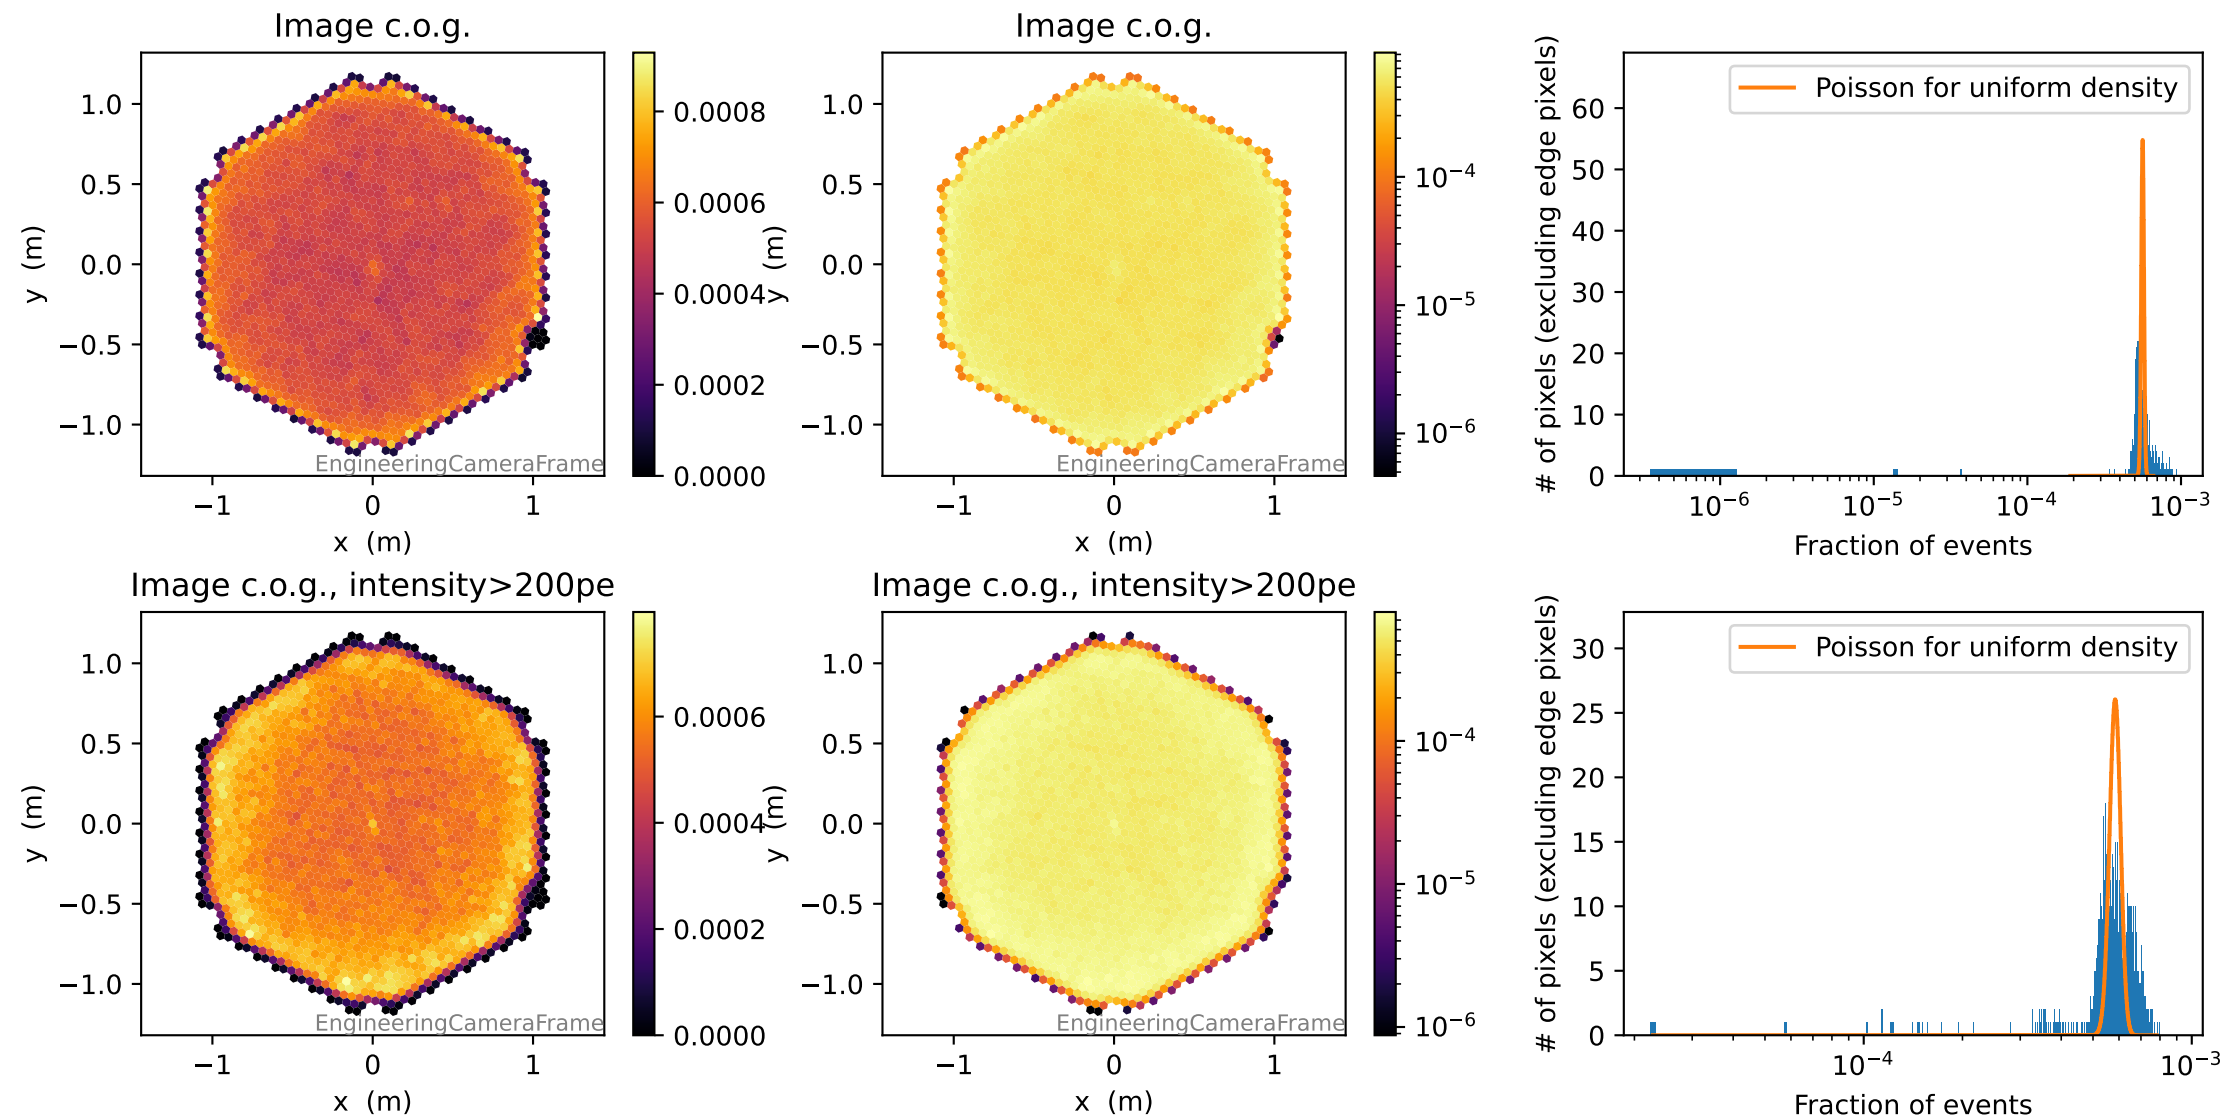 Image c.o.g.
1.0
0.5
0.0
−0.5
−1.0
y (m)
−1 0 1
x (m)
EngineeringCameraFrame
0.0008
0.0006
0.0004
0.0002
0.0000
Image c.o.g.
1.0
0.5
0.0
−0.5
−1.0
y (m)
−1 0 1
x (m)
EngineeringCameraFrame
10⁻⁴
10⁻⁵
10⁻⁶
Poisson for uniform density
60
50
40
30
20
10
0
# of pixels (excluding edge pixels)
10⁻⁶ 10⁻⁵ 10⁻⁴ 10⁻³
Fraction of events
Image c.o.g., intensity>200pe
1.0
0.5
0.0
−0.5
−1.0
y (m)
−1 0 1
x (m)
EngineeringCameraFrame
0.0006
0.0004
0.0002
0.0000
Image c.o.g., intensity>200pe
1.0
0.5
0.0
−0.5
−1.0
y (m)
−1 0 1
x (m)
EngineeringCameraFrame
10⁻⁴
10⁻⁵
10⁻⁶
Poisson for uniform density
30
25
20
15
10
5
0
# of pixels (excluding edge pixels)
10⁻⁴ 10⁻³
Fraction of events